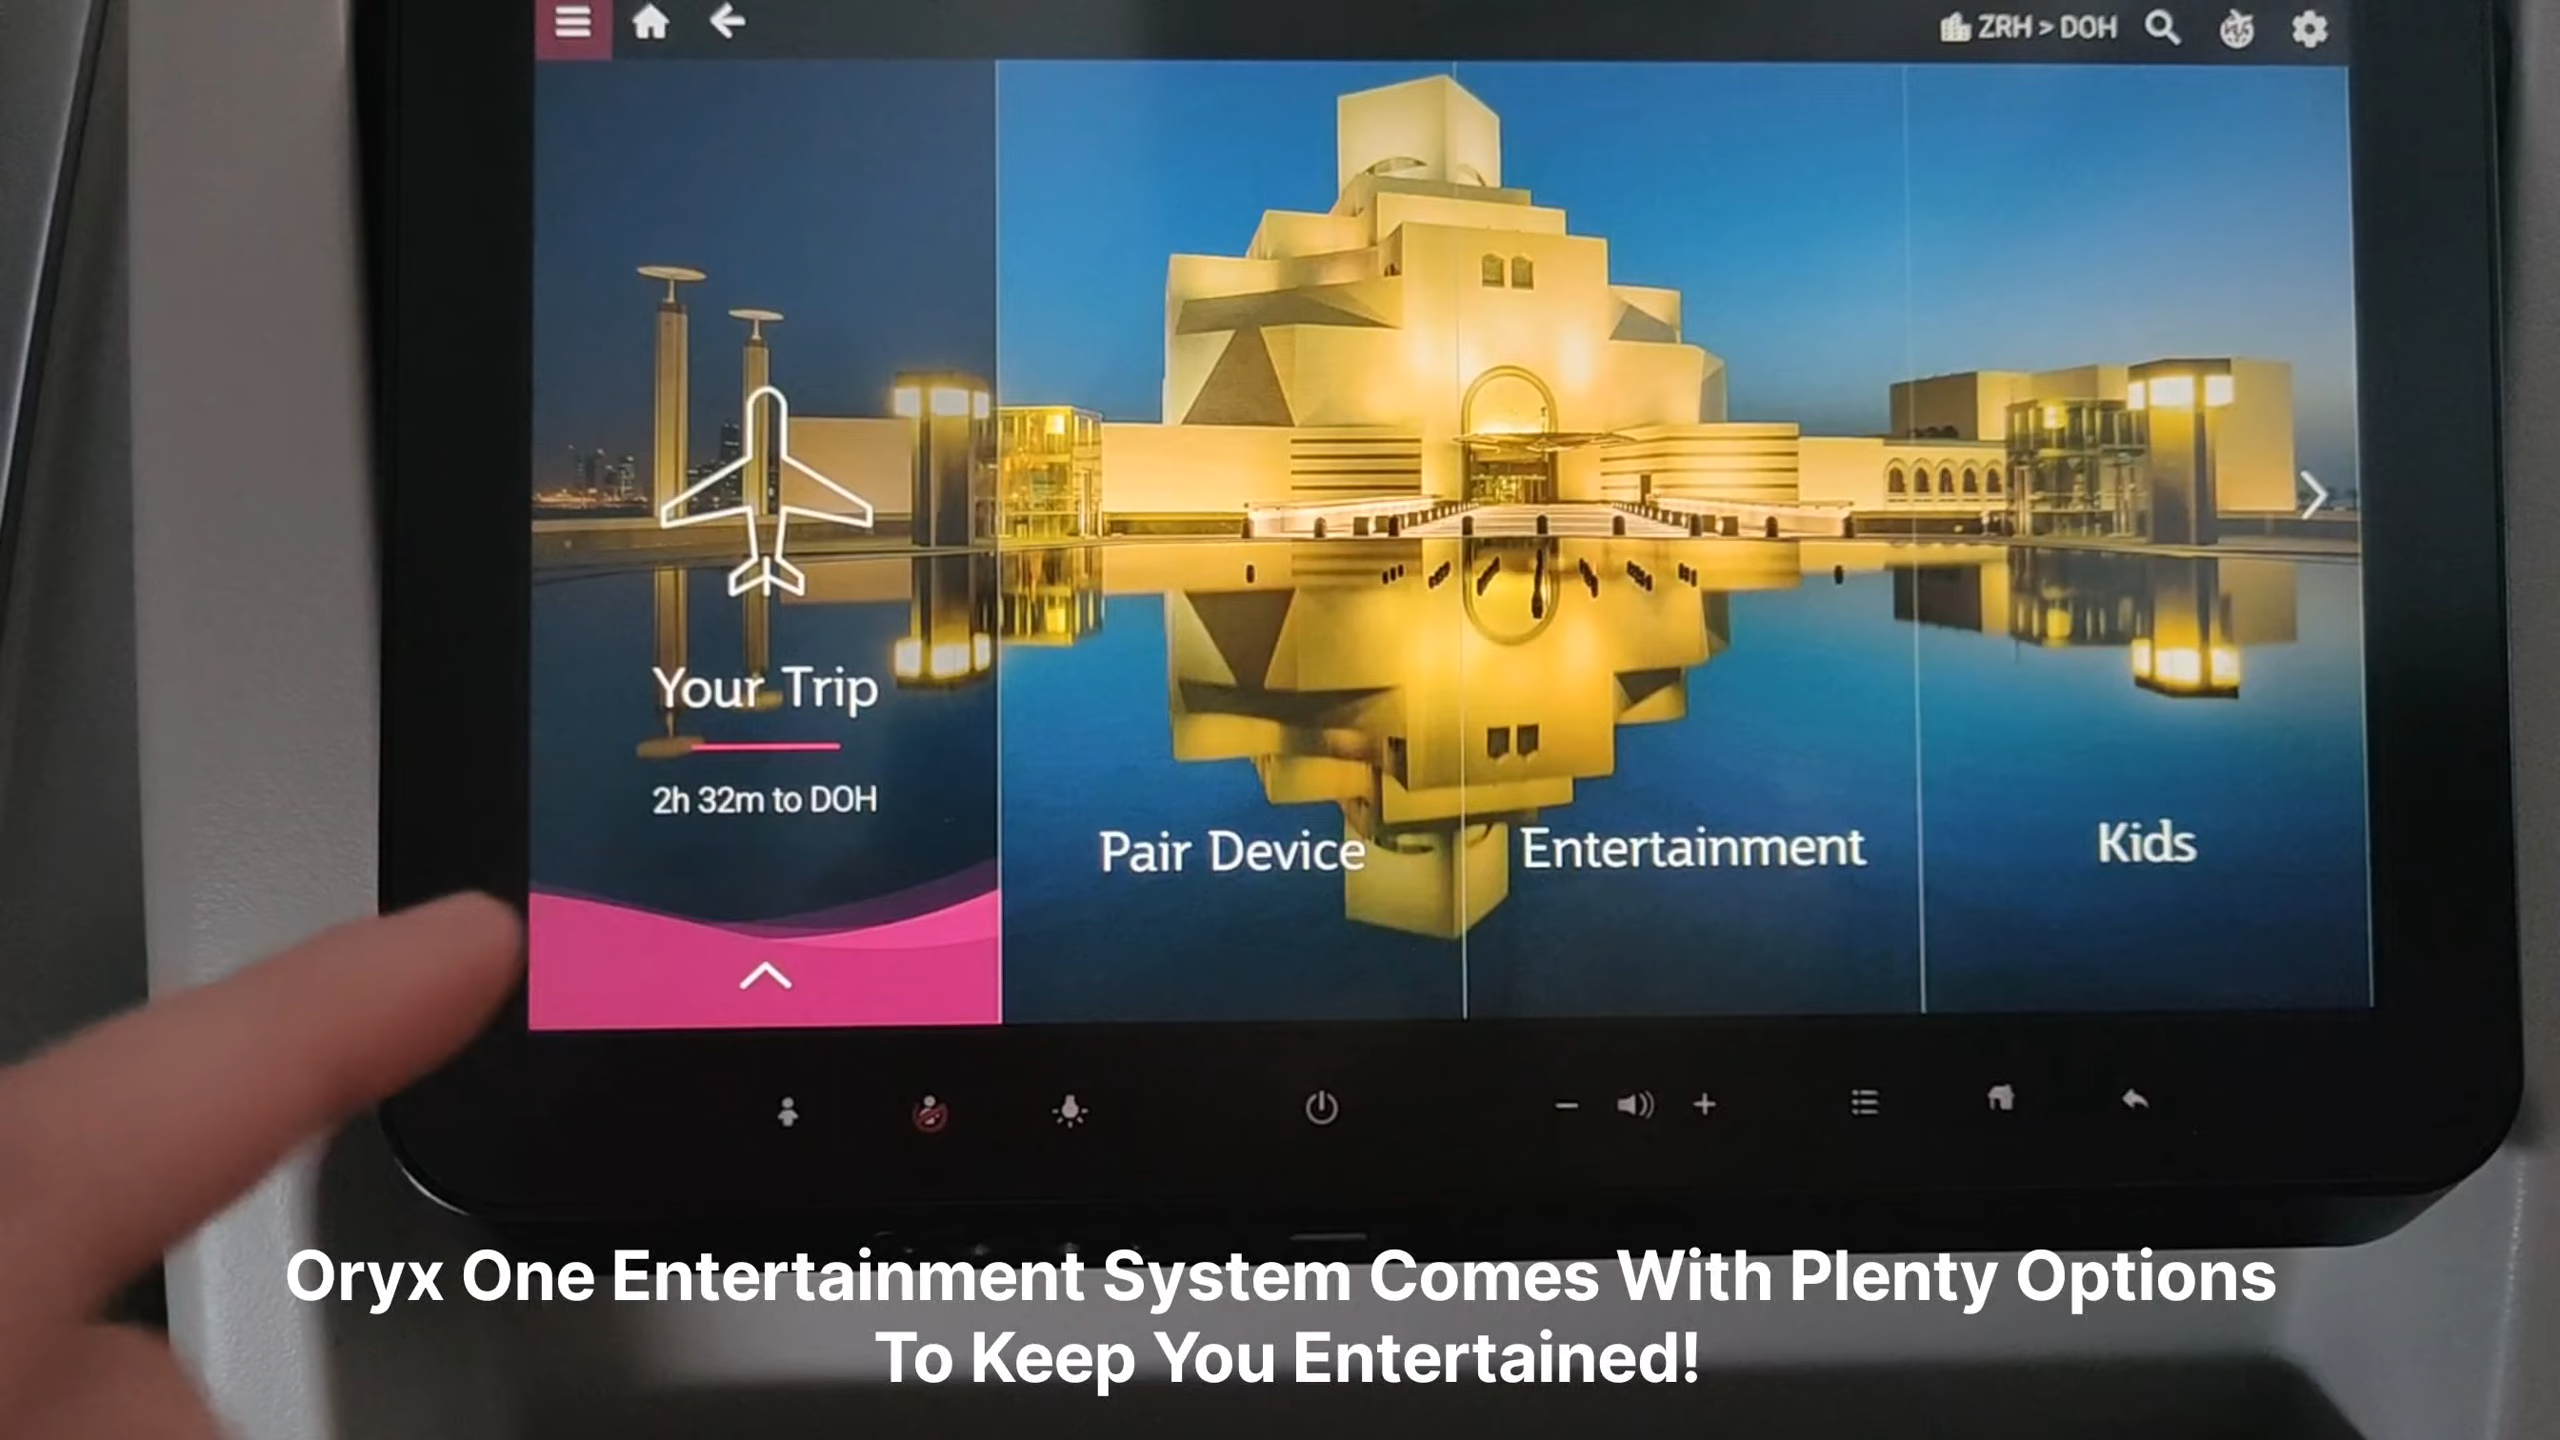 ZRH > DOH
Your Trip
2h 32m to DOH
Pair Device
Entertainment
Kids
Oryx One Entertainment System Comes With Plenty Options
To Keep You Entertained!